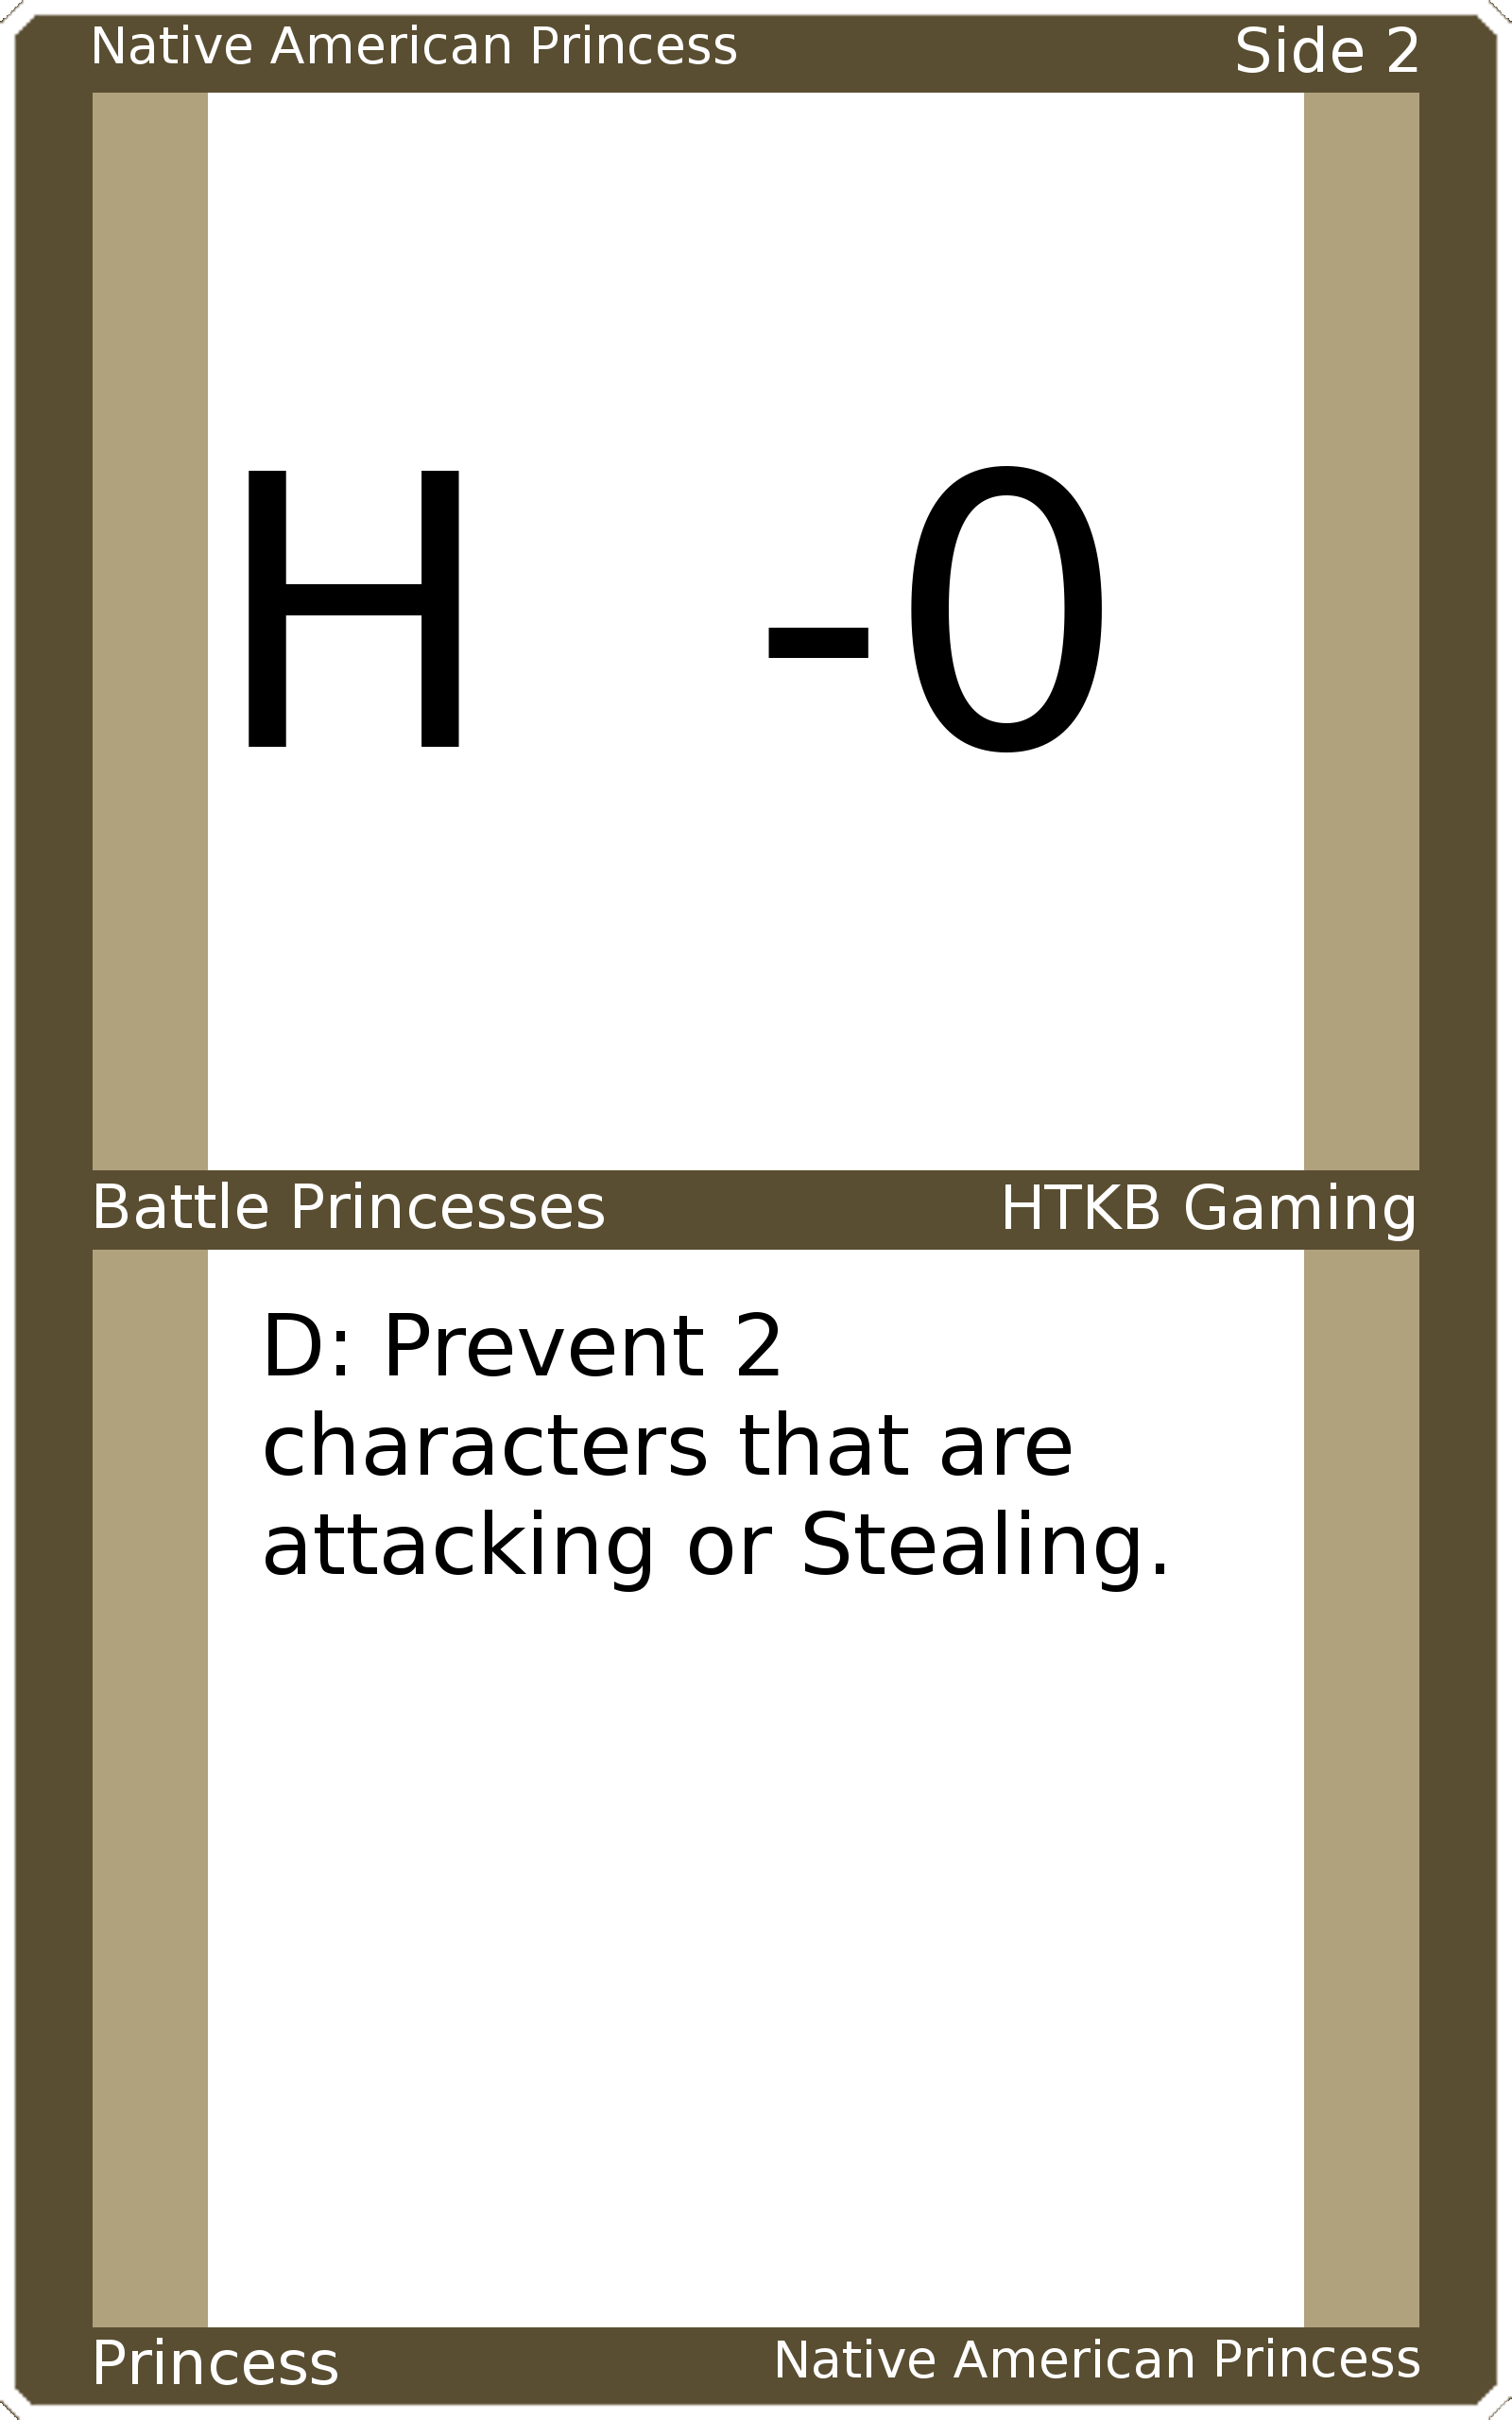 Native American Princess Side 2
H -0
Battle Princesses HTKB Gaming
D: Prevent 2
characters that are
attacking or Stealing.
Princess Native American Princess